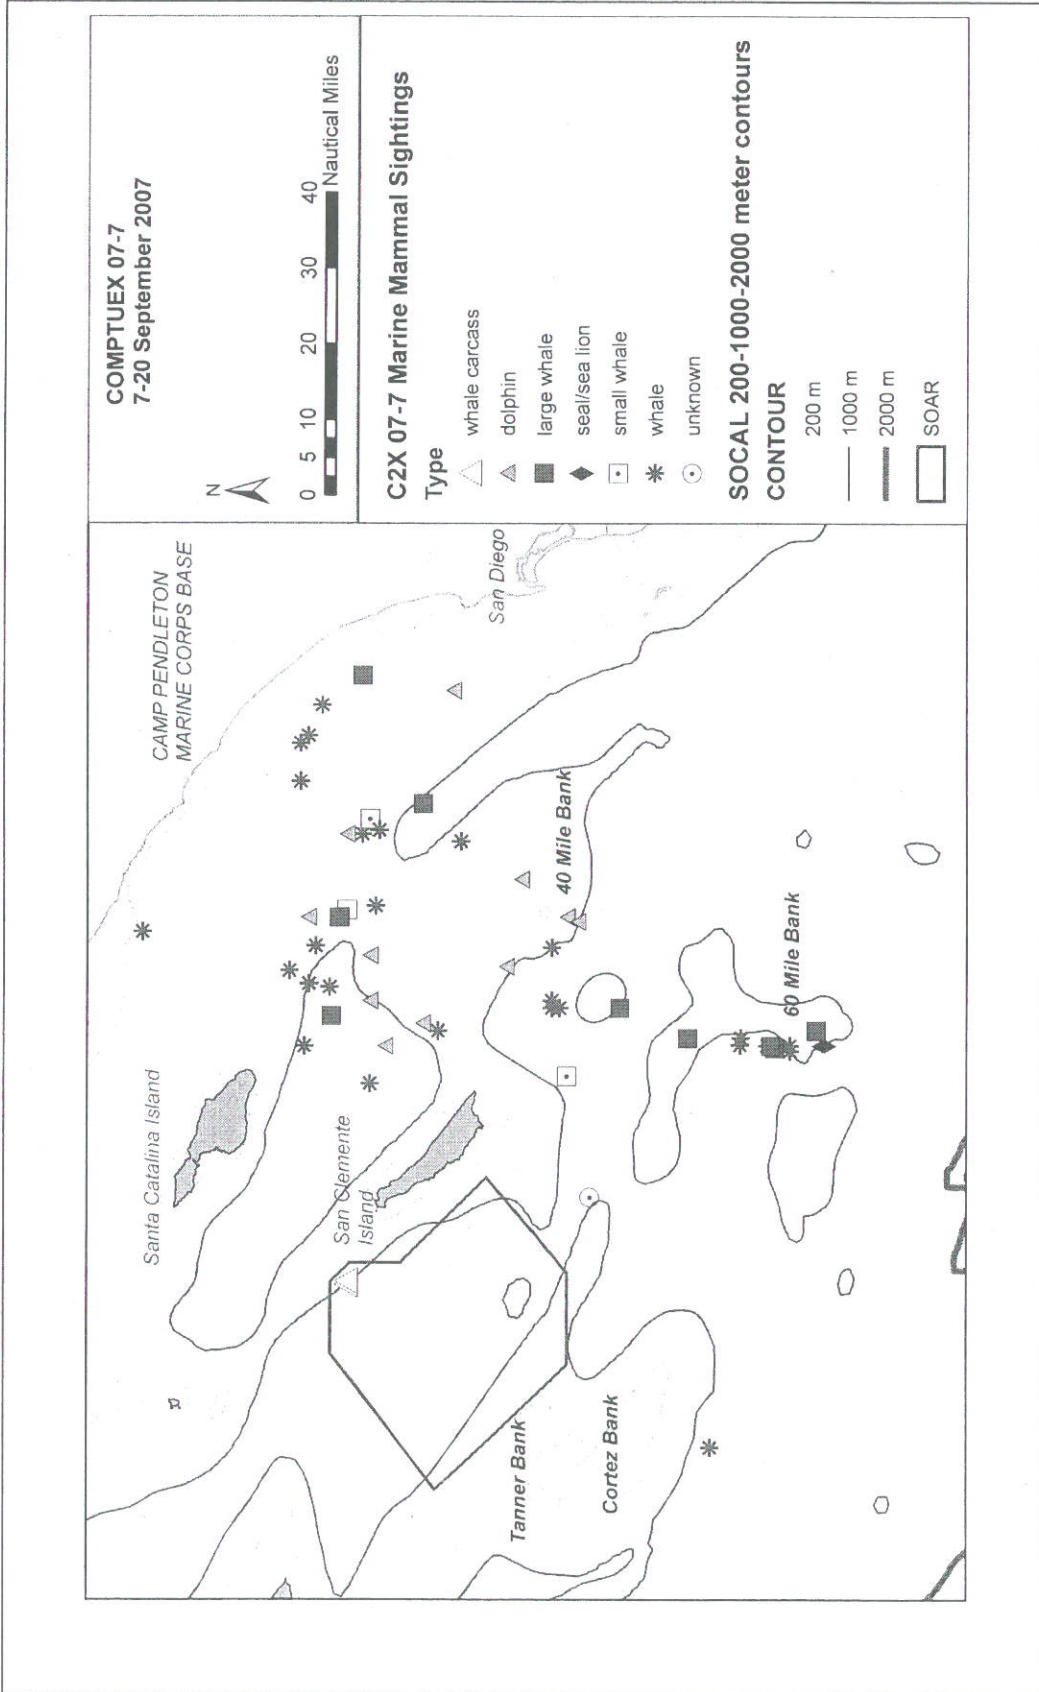 COMPTUEX 07-7
7-20 September 2007
N
0 5 10 20 30 40
Nautical Miles
C2X 07-7 Marine Mammal Sightings
Type
whale carcass
dolphin
large whale
seal/sea lion
small whale
whale
unknown
SOCAL 200-1000-2000 meter contours
CONTOUR
200 m
1000 m
2000 m
SOAR
CAMP PENDLETON
MARINE CORPS BASE
Santa Catalina Island
San Diego
San Clemente
Island
40 Mile Bank
60 Mile Bank
Tanner Bank
Cortez Bank